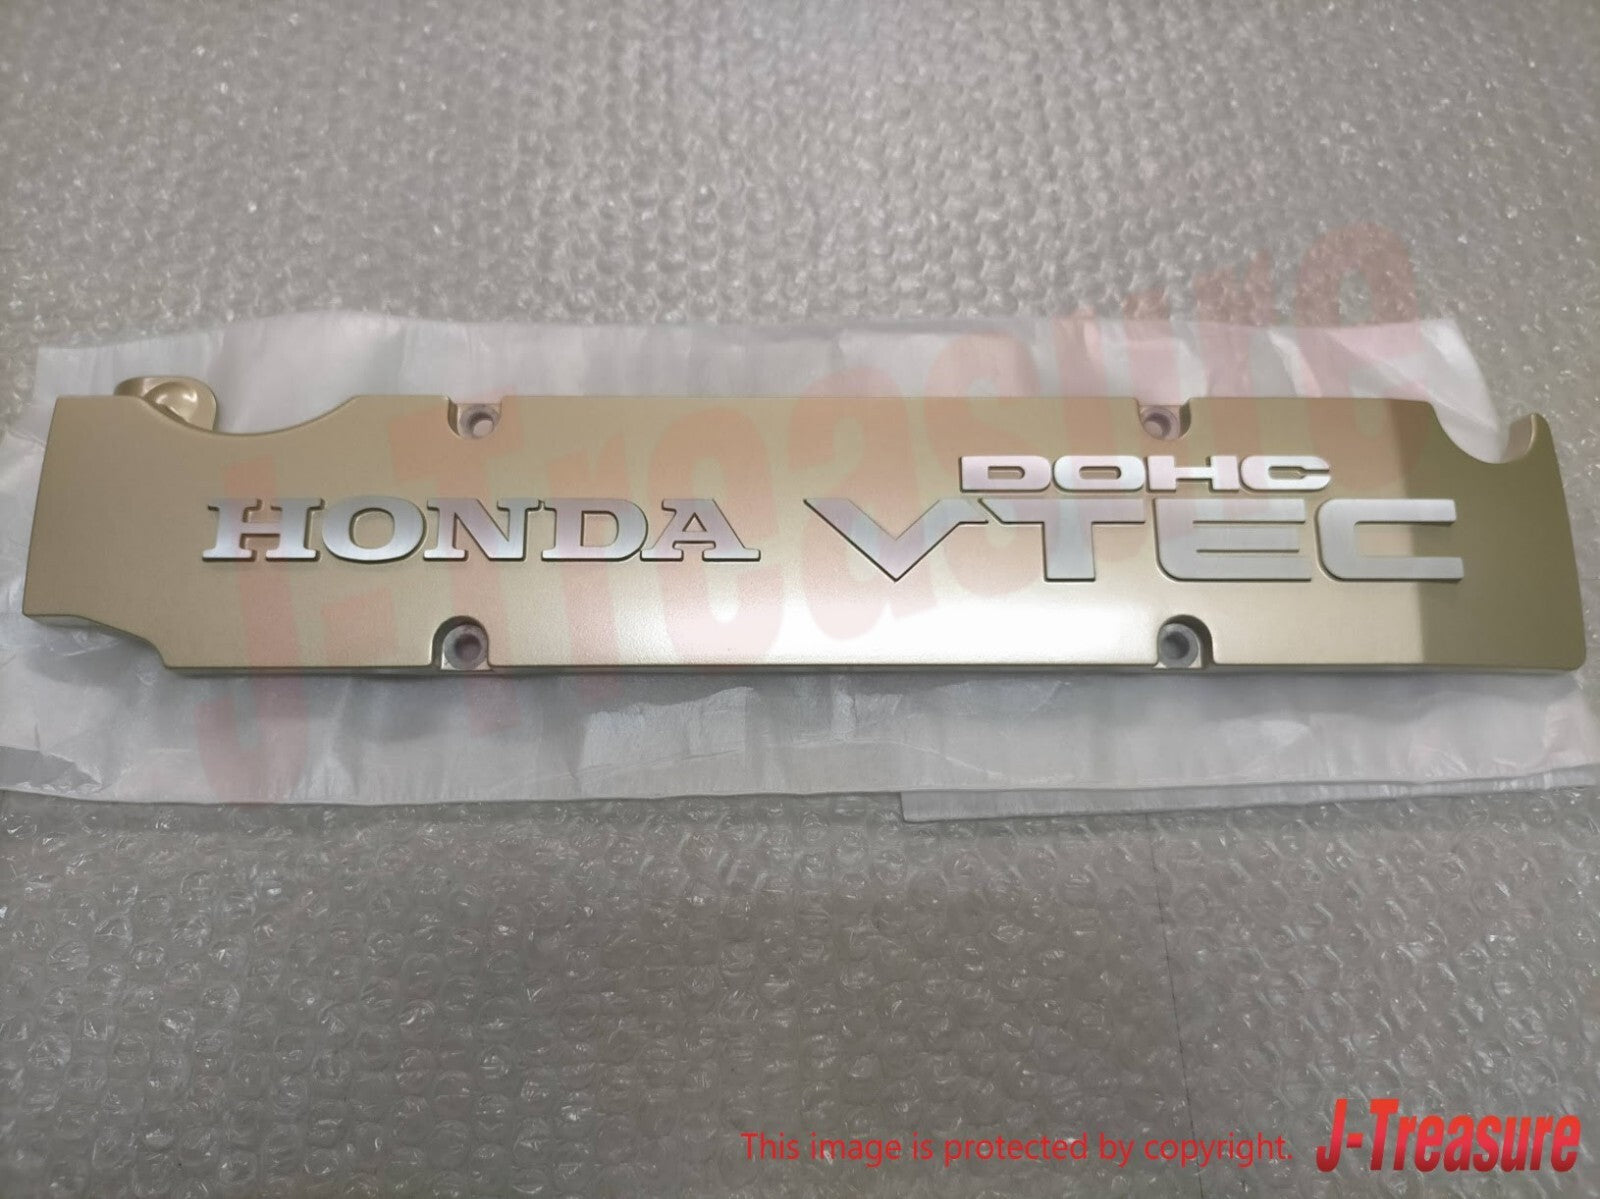 J-Treasure
DOHC
HONDA VTEC
This image is protected by copyright. J-Treasure